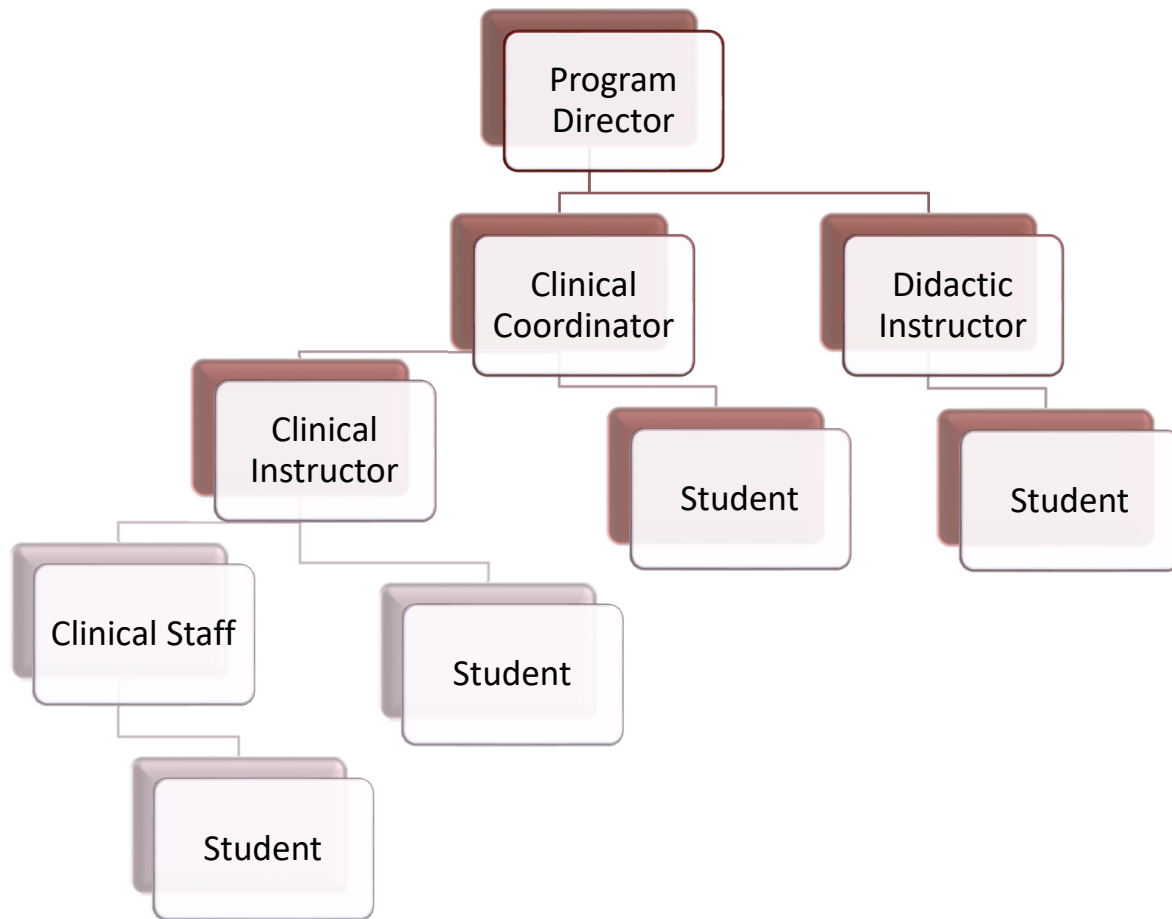 Program
Director
Clinical
Coordinator
Didactic
Instructor
Clinical
Instructor
Student
Student
Clinical Staff
Student
Student